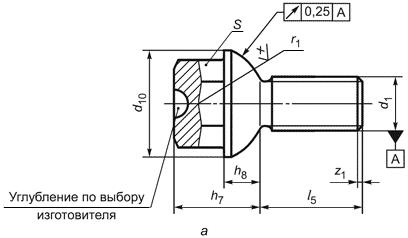 0,25 A
S
r1
x
d10
d1
A
h8
z1
Углубление по выбору
изготовителя
h7
l5
а